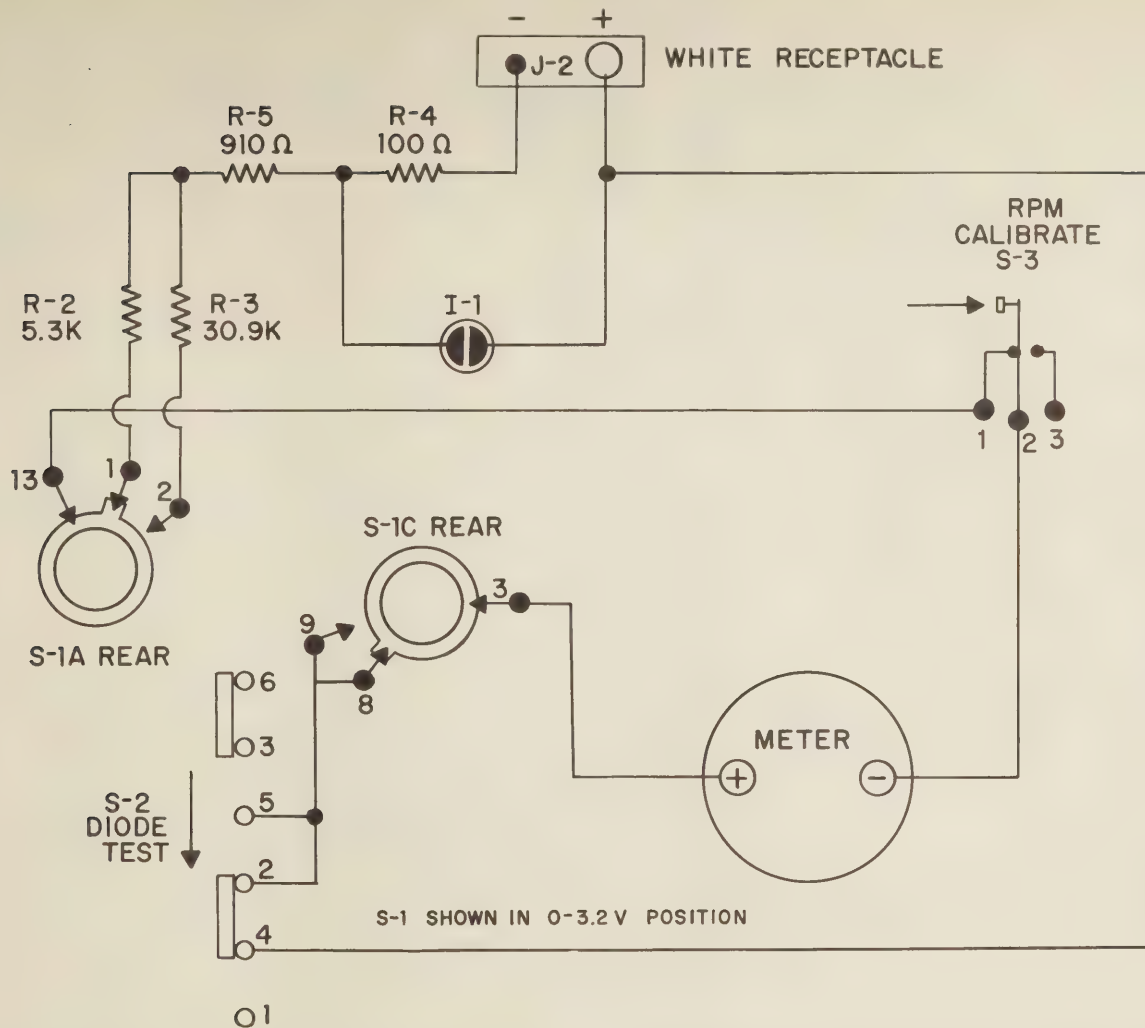 - +
J-2
WHITE RECEPTACLE
R-5
910 Ω
R-4
100 Ω
RPM
CALIBRATE
S-3
R-2
5.3K
R-3
30.9K
I-1
1
2
3
13
1
2
S-1A REAR
S-1C REAR
3
9
8
6
3
5
2
4
1
S-2
DIODE
TEST
METER
+ -
S-1 SHOWN IN 0-3.2 V POSITION